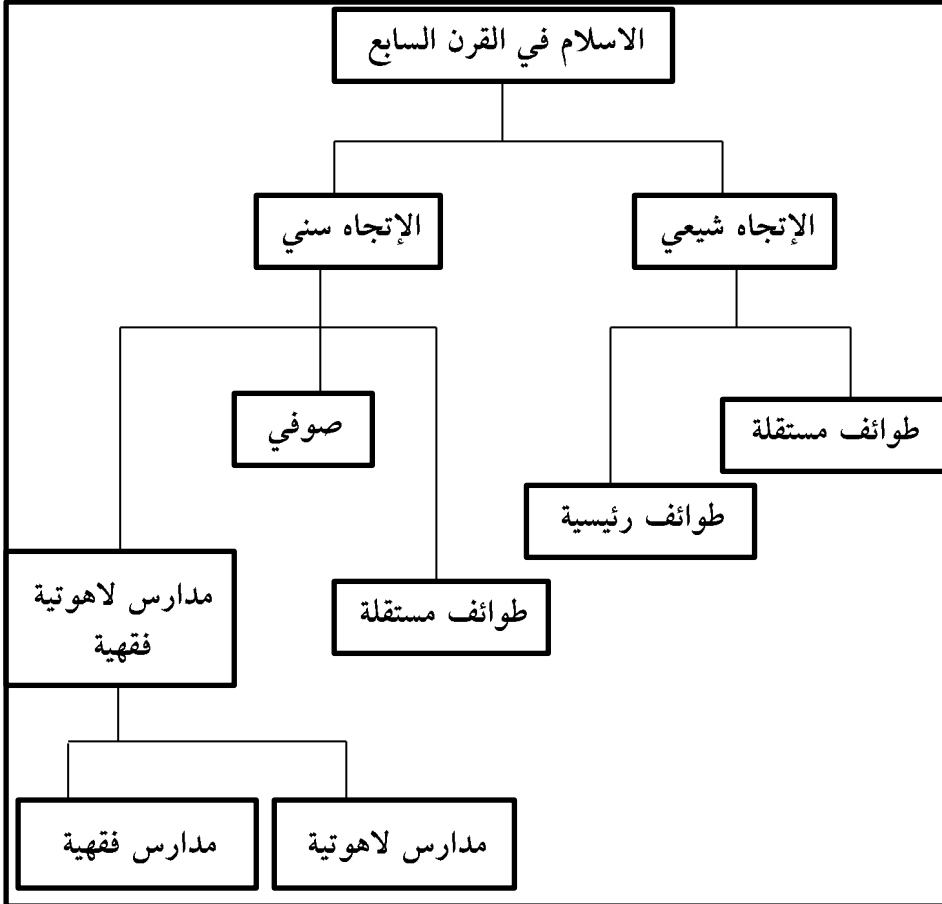 الاسلام في القرن السابع
الإتجاه شيعي
الإتجاه سني
طوائف مستقلة
صوفي
طوائف رئيسية
مدارس لاهوتية
فقهية
طوائف مستقلة
مدارس لاهوتية
مدارس فقهية